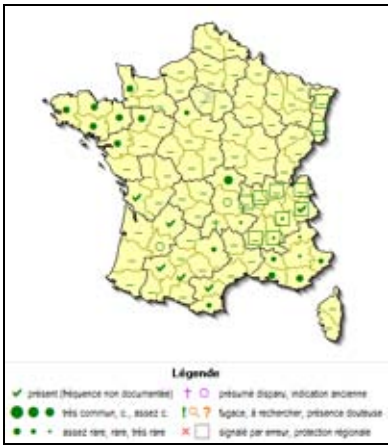 Légende
présent (fréquence non documentée) présumé disparu, indication ancienne
très commun, c., assez c. fugace, à rechercher, présence douteuse
assez rare, rare, très rare signalé par erreur, protection régionale